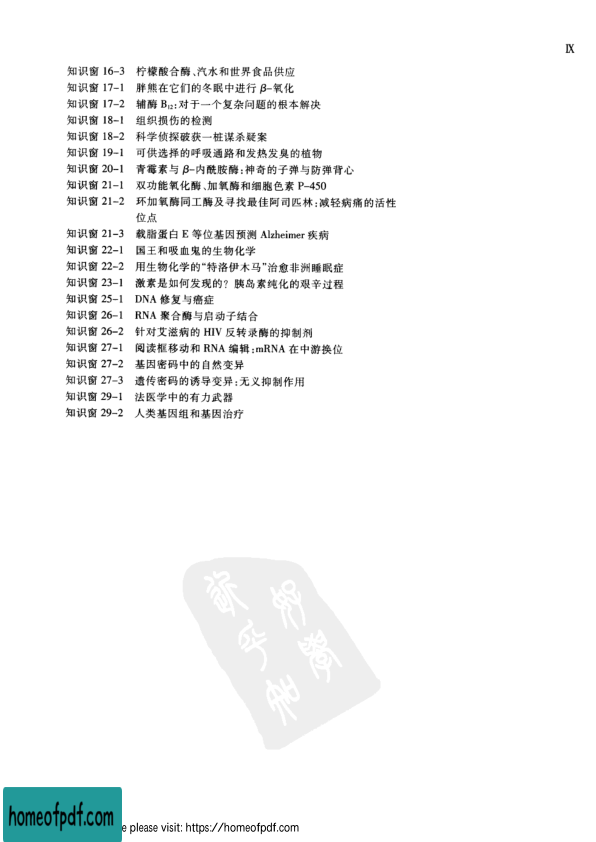 Ⅸ
知识窗 16-3 柠檬酸合酶、汽水和世界食品供应
知识窗 17-1 胖熊在它们的冬眠中进行 β-氧化
知识窗 17-2 辅酶 B₁₂:对于一个复杂问题的根本解决
知识窗 18-1 组织损伤的检测
知识窗 18-2 科学侦探破获一桩谋杀疑案
知识窗 19-1 可供选择的呼吸通路和发热发臭的植物
知识窗 20-1 青霉素与 β-内酰胺酶:神奇的子弹与防弹背心
知识窗 21-1 双功能氧化酶、加氧酶和细胞色素 P-450
知识窗 21-2 环加氧酶同工酶及寻找最佳阿司匹林:减轻病痛的活性
位点
知识窗 21-3 载脂蛋白 E 等位基因预测 Alzheimer 疾病
知识窗 22-1 国王和吸血鬼的生物化学
知识窗 22-2 用生物化学的“特洛伊木马”治愈非洲睡眠症
知识窗 23-1 激素是如何发现的? 胰岛素纯化的艰辛过程
知识窗 25-1 DNA 修复与癌症
知识窗 26-1 RNA 聚合酶与启动子结合
知识窗 26-2 针对艾滋病的 HIV 反转录酶的抑制剂
知识窗 27-1 阅读框移动和 RNA 编辑:mRNA 在中游换位
知识窗 27-2 基因密码中的自然变异
知识窗 27-3 遗传密码的诱导变异:无义抑制作用
知识窗 29-1 法医学中的有力武器
知识窗 29-2 人类基因组和基因治疗
homeofpdf.com
e please visit: https://homeofpdf.com